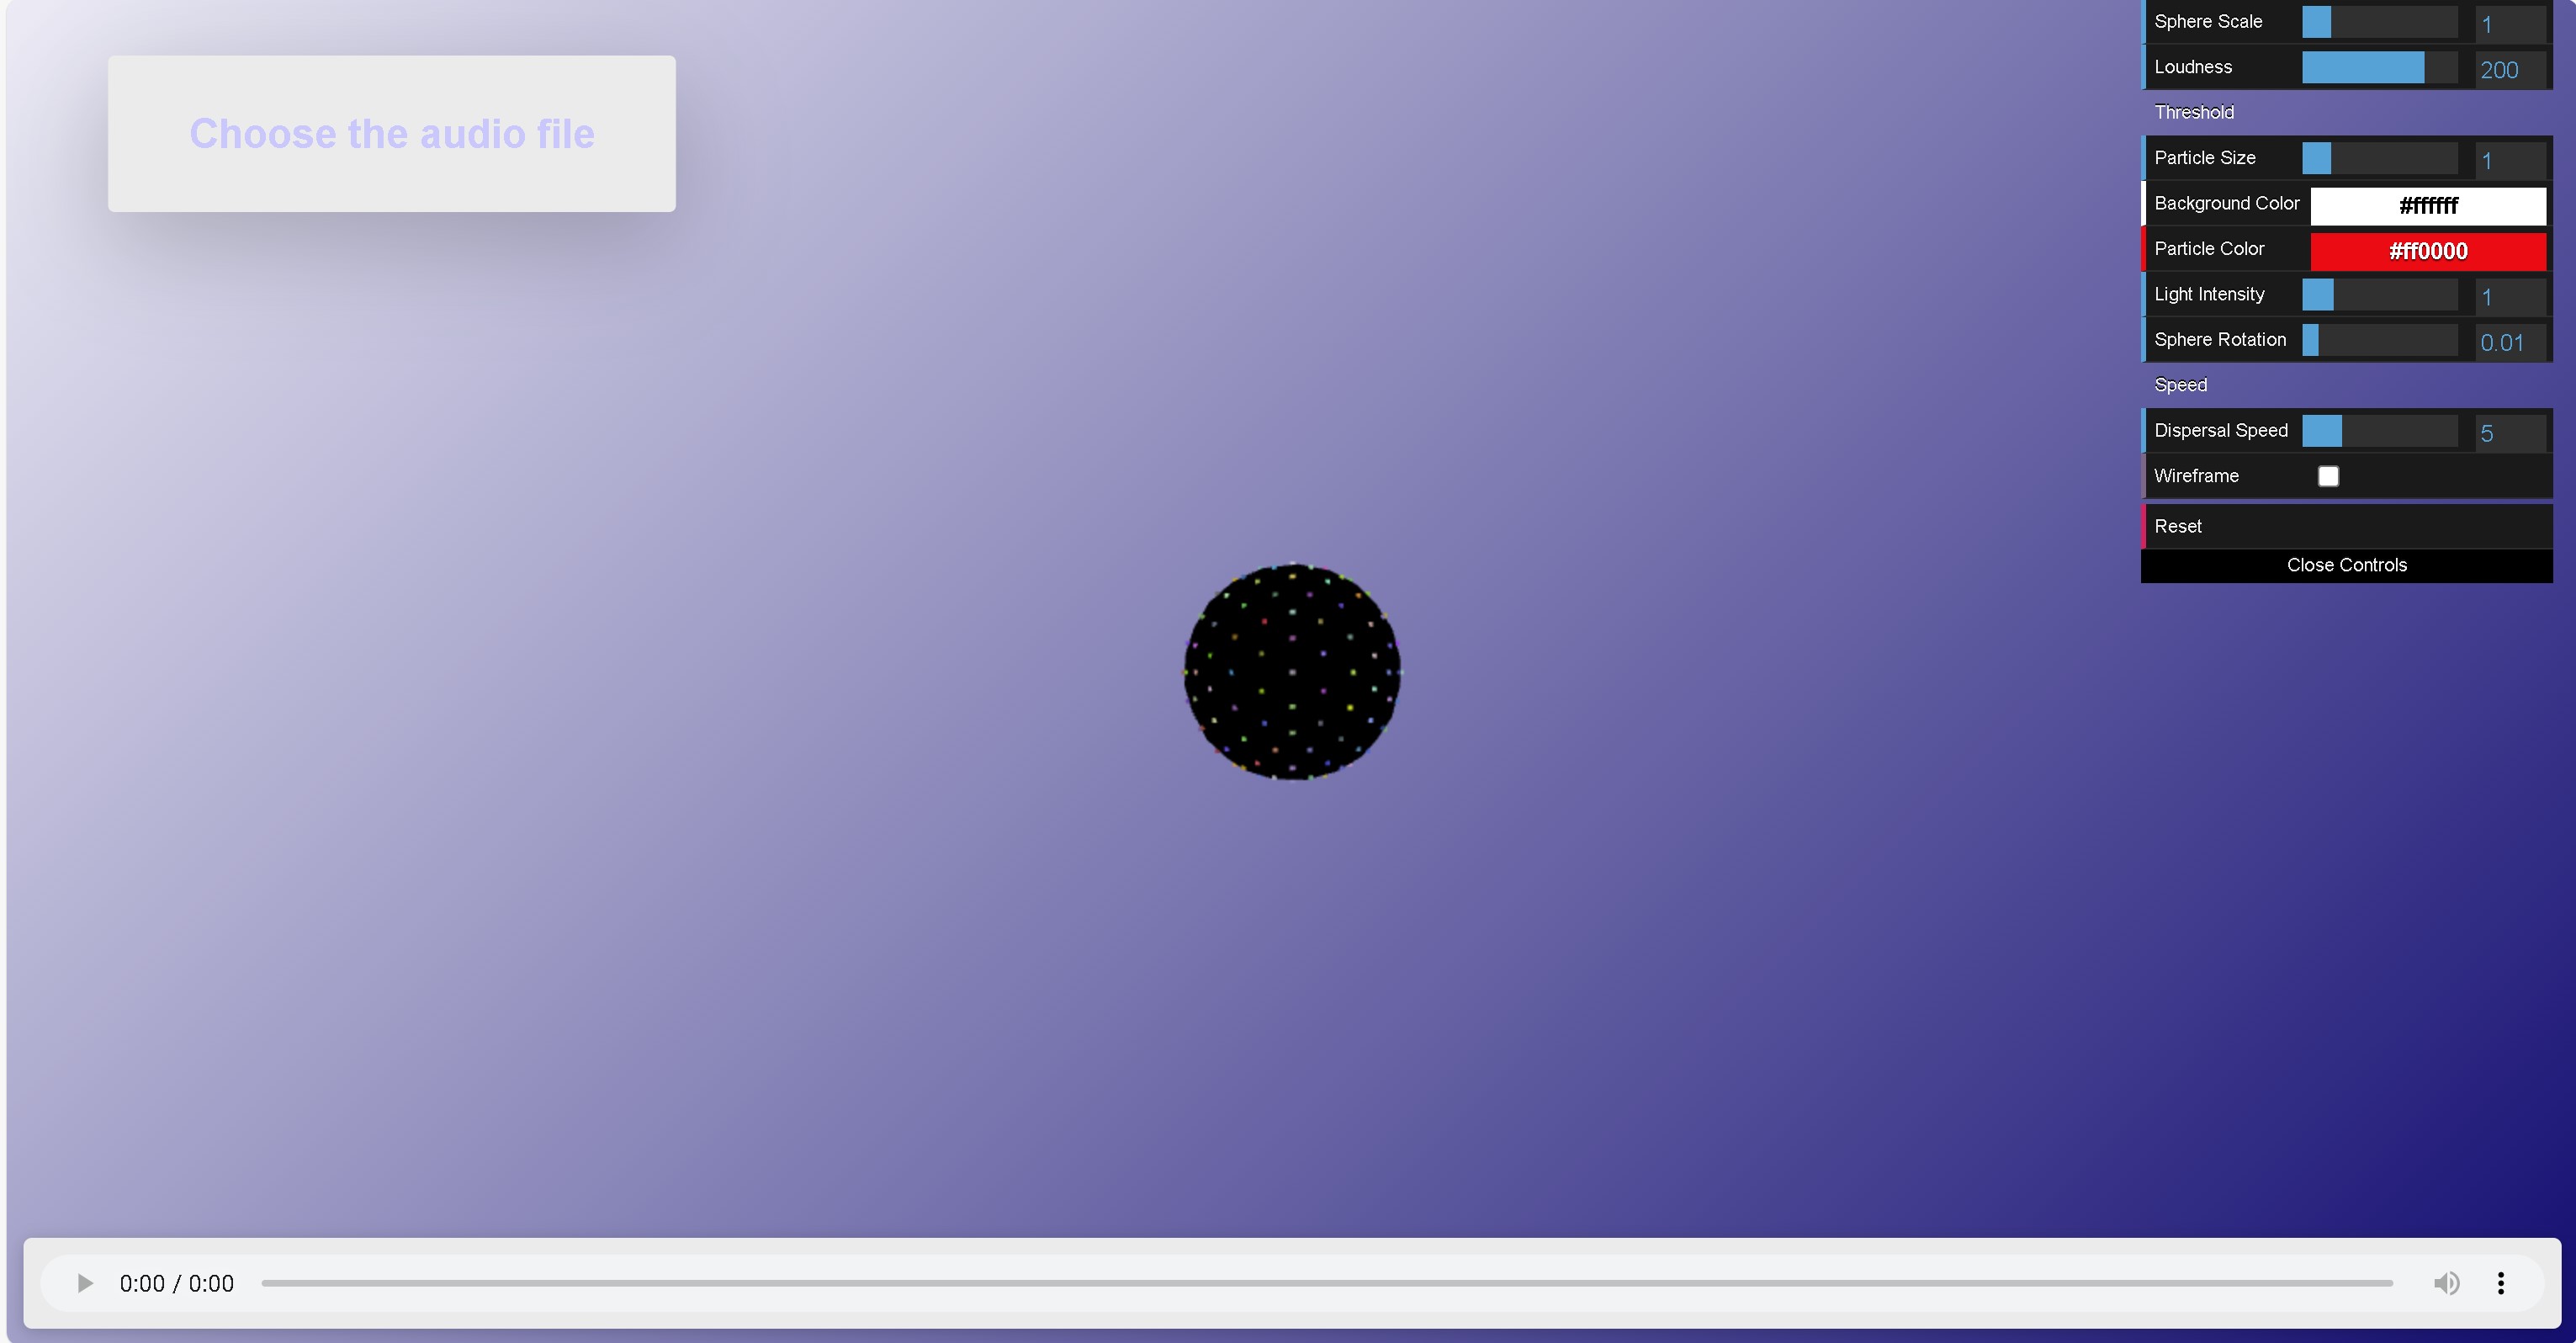 Choose the audio file
Sphere Scale 1
Loudness 200
Threshold
Particle Size 1
Background Color #ffffff
Particle Color #ff0000
Light Intensity 1
Sphere Rotation 0.01
Speed
Dispersal Speed 5
Wireframe
Reset
Close Controls
0:00 / 0:00